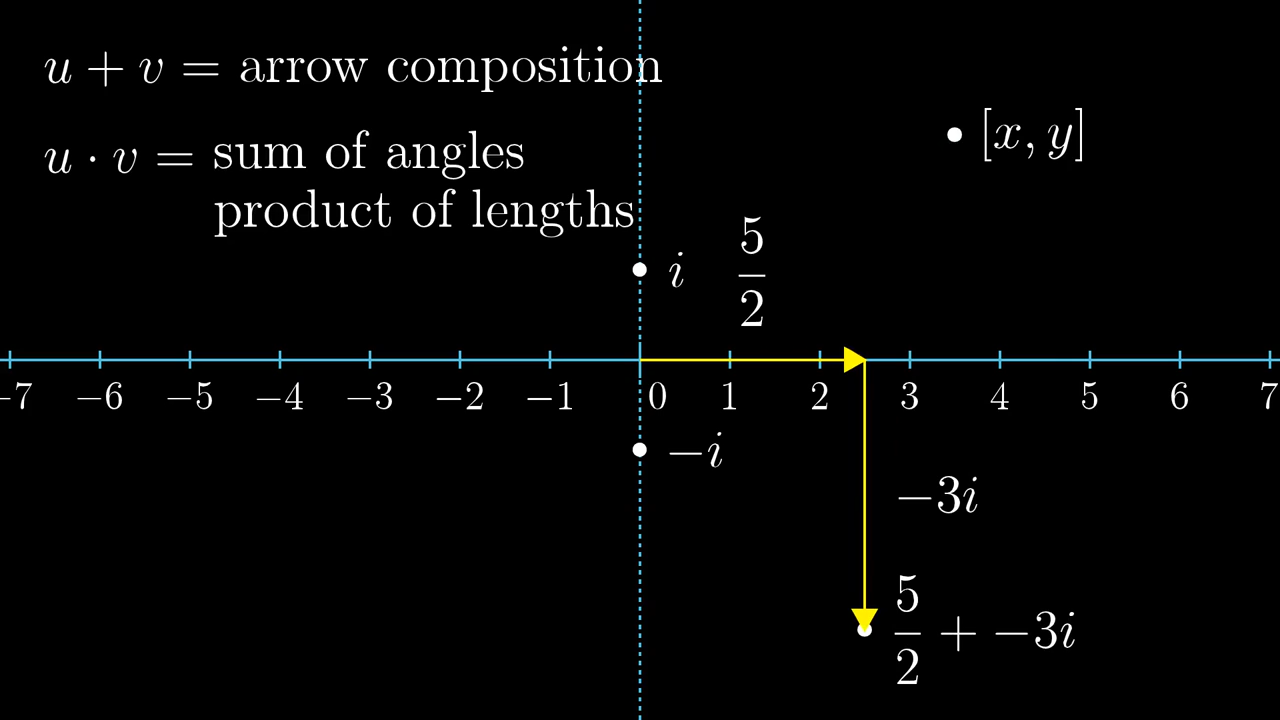 u + v = arrow composition
[x, y]
u · v = sum of angles
product of lengths
i
5/2
−7 −6 −5 −4 −3 −2 −1 0 1 2 3 4 5 6 7
−i
−3i
5/2 + −3i